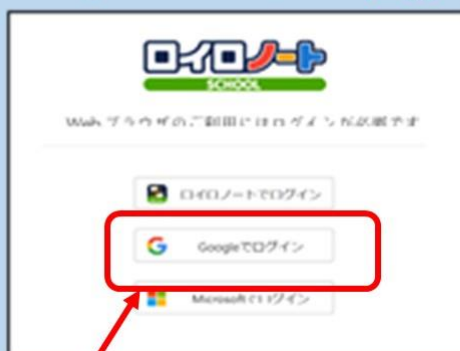 ロイロノート
SCHOOL
Web ブラウザのご利用にはログインが必要です
ロイロノートでログイン
Googleでログイン
Microsoftでログイン